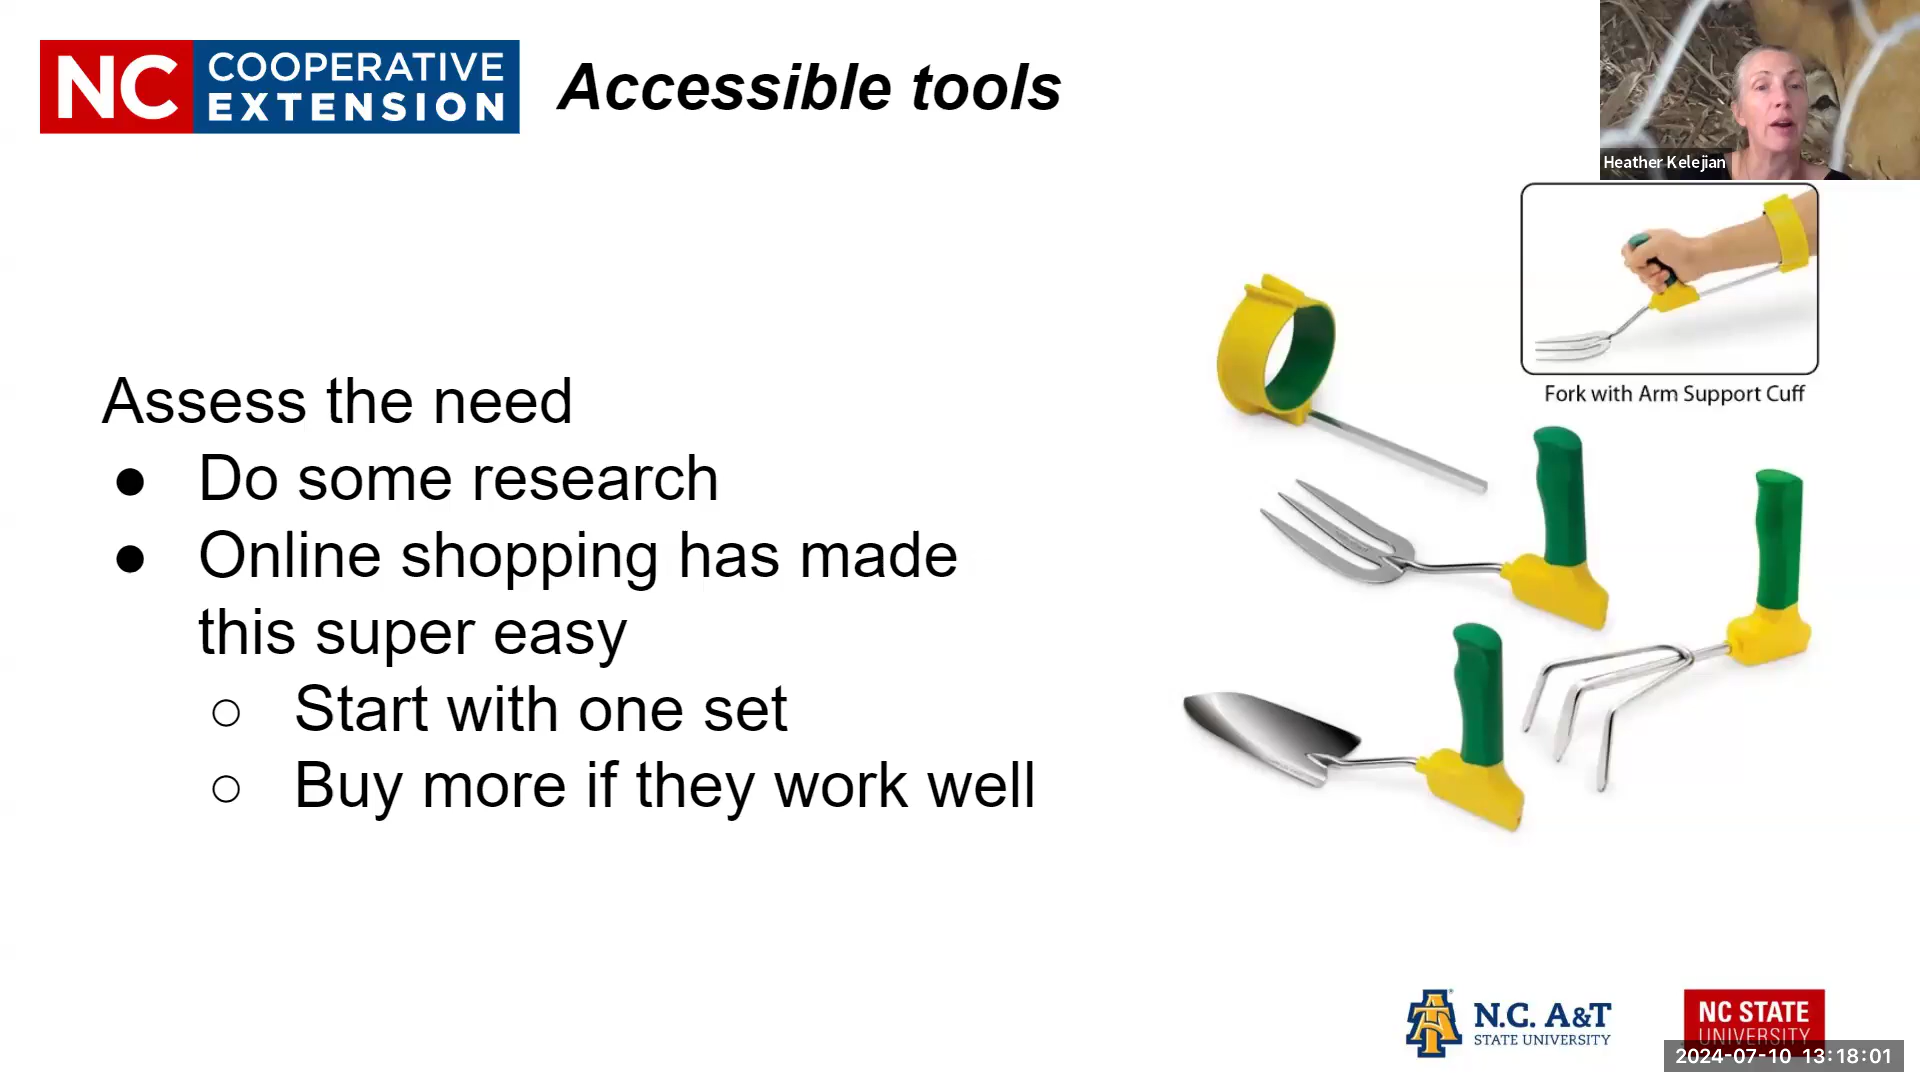 NC COOPERATIVE
EXTENSION
Accessible tools
Heather Kelejian
Fork with Arm Support Cuff
Assess the need
● Do some research
● Online shopping has made
this super easy
○ Start with one set
○ Buy more if they work well
N.C. A&T
STATE UNIVERSITY
NC STATE
UNIVERSITY
2024-07-10 13:18:01